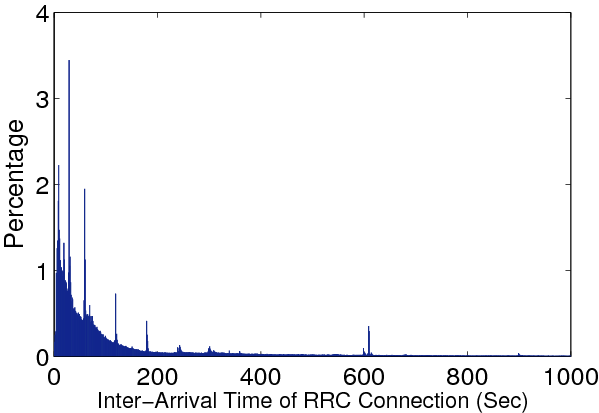 4
3
2
1
0
Percentage
0 200 400 600 800 1000
Inter-Arrival Time of RRC Connection (Sec)